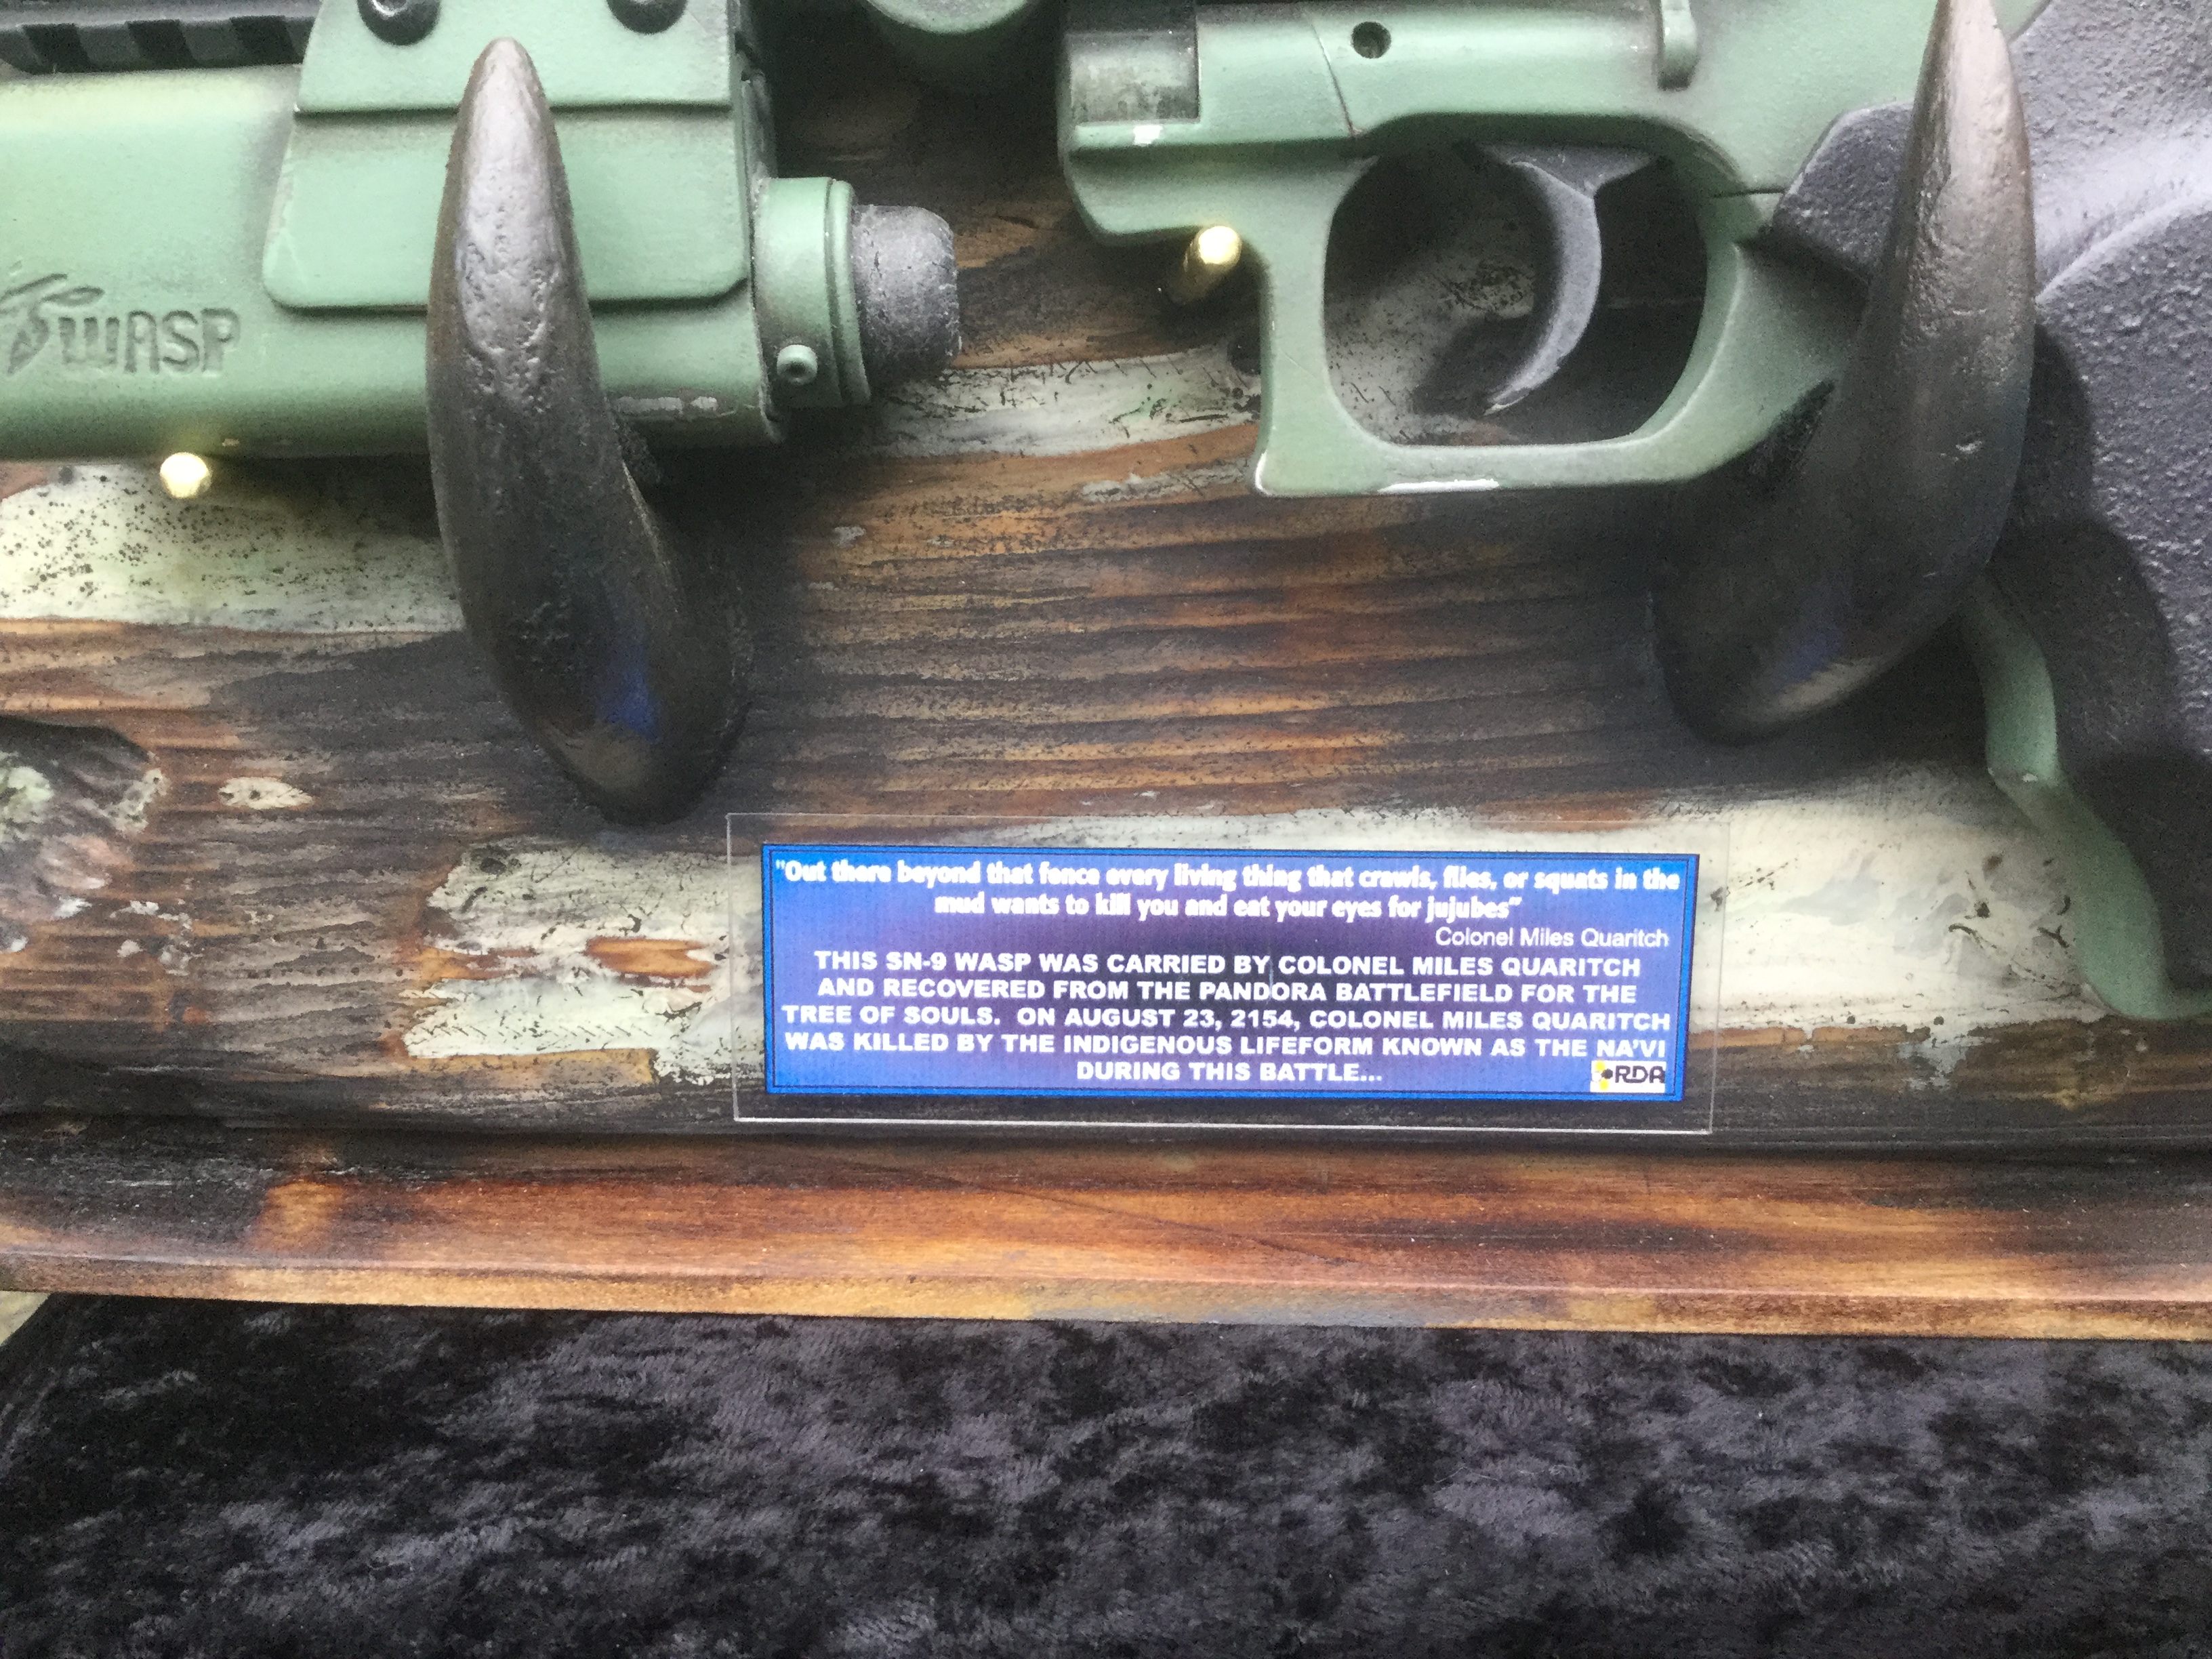 WASP
"Out there beyond that fence every living thing that crawls, flies, or squats in the
mud wants to kill you and eat your eyes for jujubes"
Colonel Miles Quaritch
THIS SN-9 WASP WAS CARRIED BY COLONEL MILES QUARITCH
AND RECOVERED FROM THE PANDORA BATTLEFIELD FOR THE
TREE OF SOULS. ON AUGUST 23, 2154, COLONEL MILES QUARITCH
WAS KILLED BY THE INDIGENOUS LIFEFORM KNOWN AS THE NA'VI
DURING THIS BATTLE...
RDA